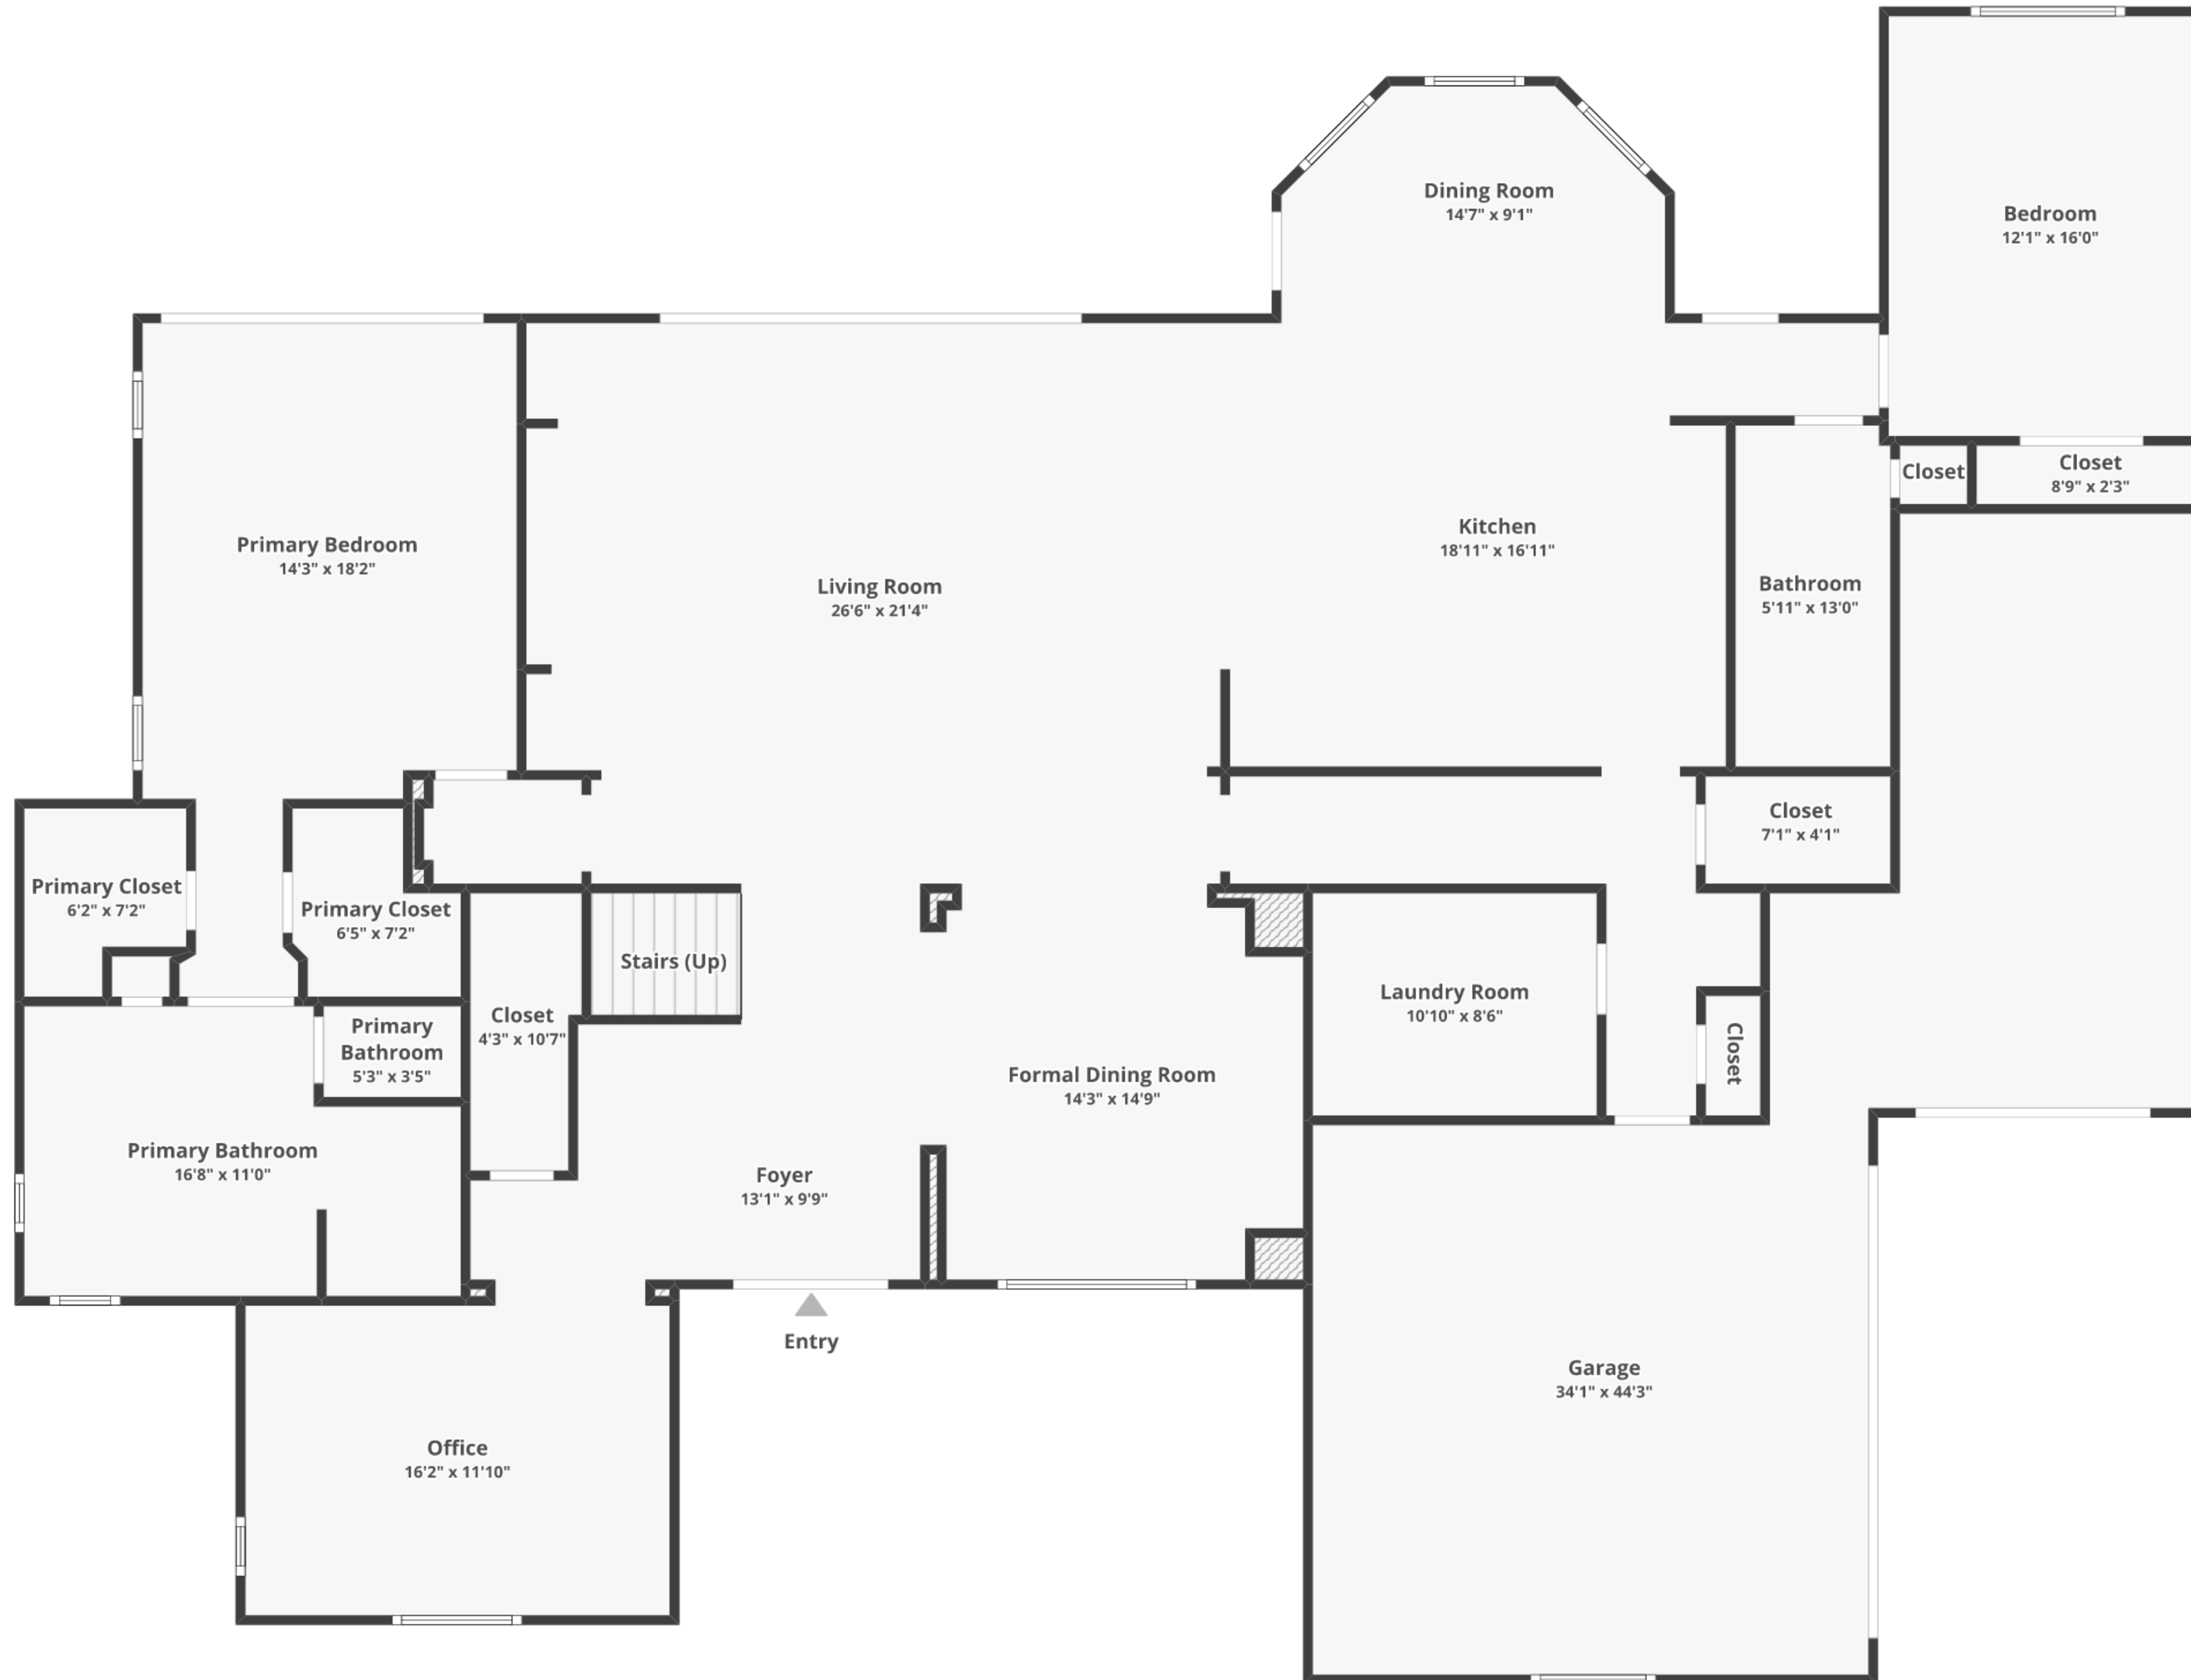 Dining Room
14'7" x 9'1"
Bedroom
12'1" x 16'0"
Closet
Closet
8'9" x 2'3"
Kitchen
18'11" x 16'11"
Primary Bedroom
14'3" x 18'2"
Living Room
26'6" x 21'4"
Bathroom
5'11" x 13'0"
Closet
7'1" x 4'1"
Primary Closet
6'2" x 7'2"
Primary Closet
6'5" x 7'2"
Stairs (Up)
Closet
4'3" x 10'7"
Primary
Bathroom
5'3" x 3'5"
Laundry Room
10'10" x 8'6"
Closet
Formal Dining Room
14'3" x 14'9"
Primary Bathroom
16'8" x 11'0"
Foyer
13'1" x 9'9"
Entry
Garage
34'1" x 44'3"
Office
16'2" x 11'10"